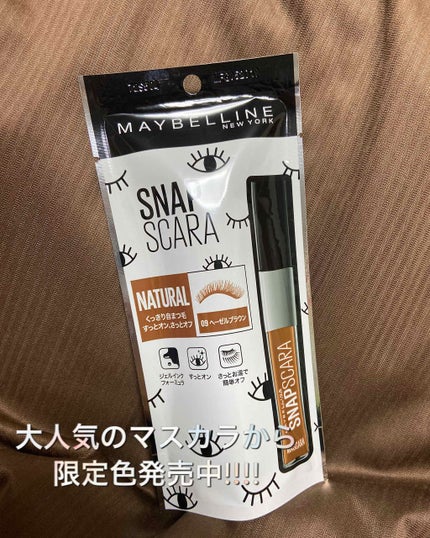 MAYBELLINE
NEW YORK
SNAP
SCARA
NATURAL
くっきり自まつ毛
すっとオン、さっとオフ
09 ヘーゼルブラウン
ジェルインク
フォーミュラ
すっとオン
さっとお湯で
簡単オフ
SNAPSCARA
MASCARA
大人気のマスカラから
限定色発売中!!!!